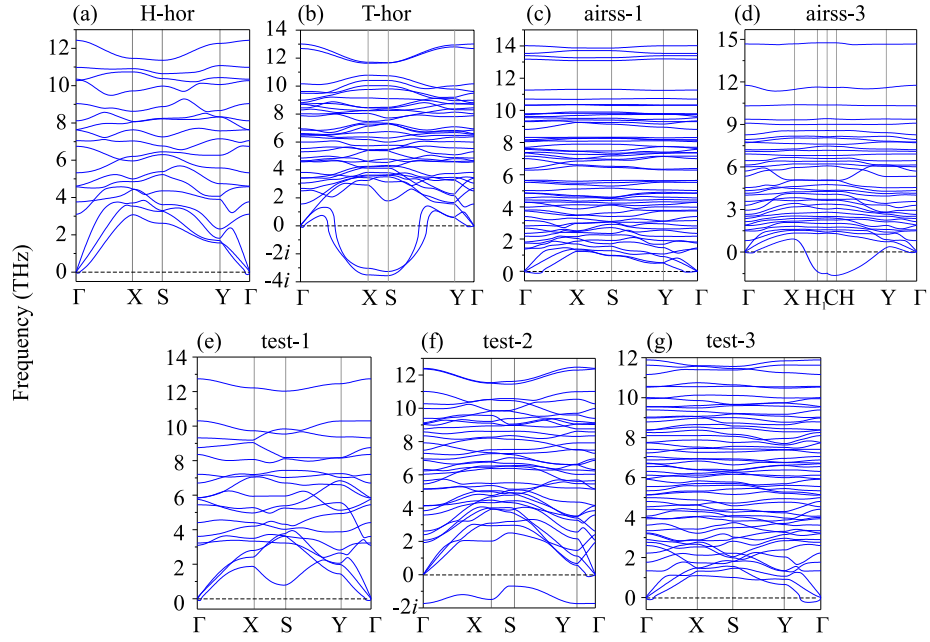 (a) H-hor
(b) T-hor
(c) airss-1
(d) airss-3
12
10
8
6
4
2
0
Γ X S Y Γ
14
12
10
8
6
4
2
0
-2i
-4i
Γ X S Y Γ
14
12
10
8
6
4
2
0
Γ X S Y Γ
15
12
9
6
3
0
Γ X H₁CH Y Γ
Frequency (THz)
(e) test-1
(f) test-2
(g) test-3
14
12
10
8
6
4
2
0
Γ X S Y Γ
12
10
8
6
4
2
0
-2i
Γ X S Y Γ
12
10
8
6
4
2
0
Γ X S Y Γ